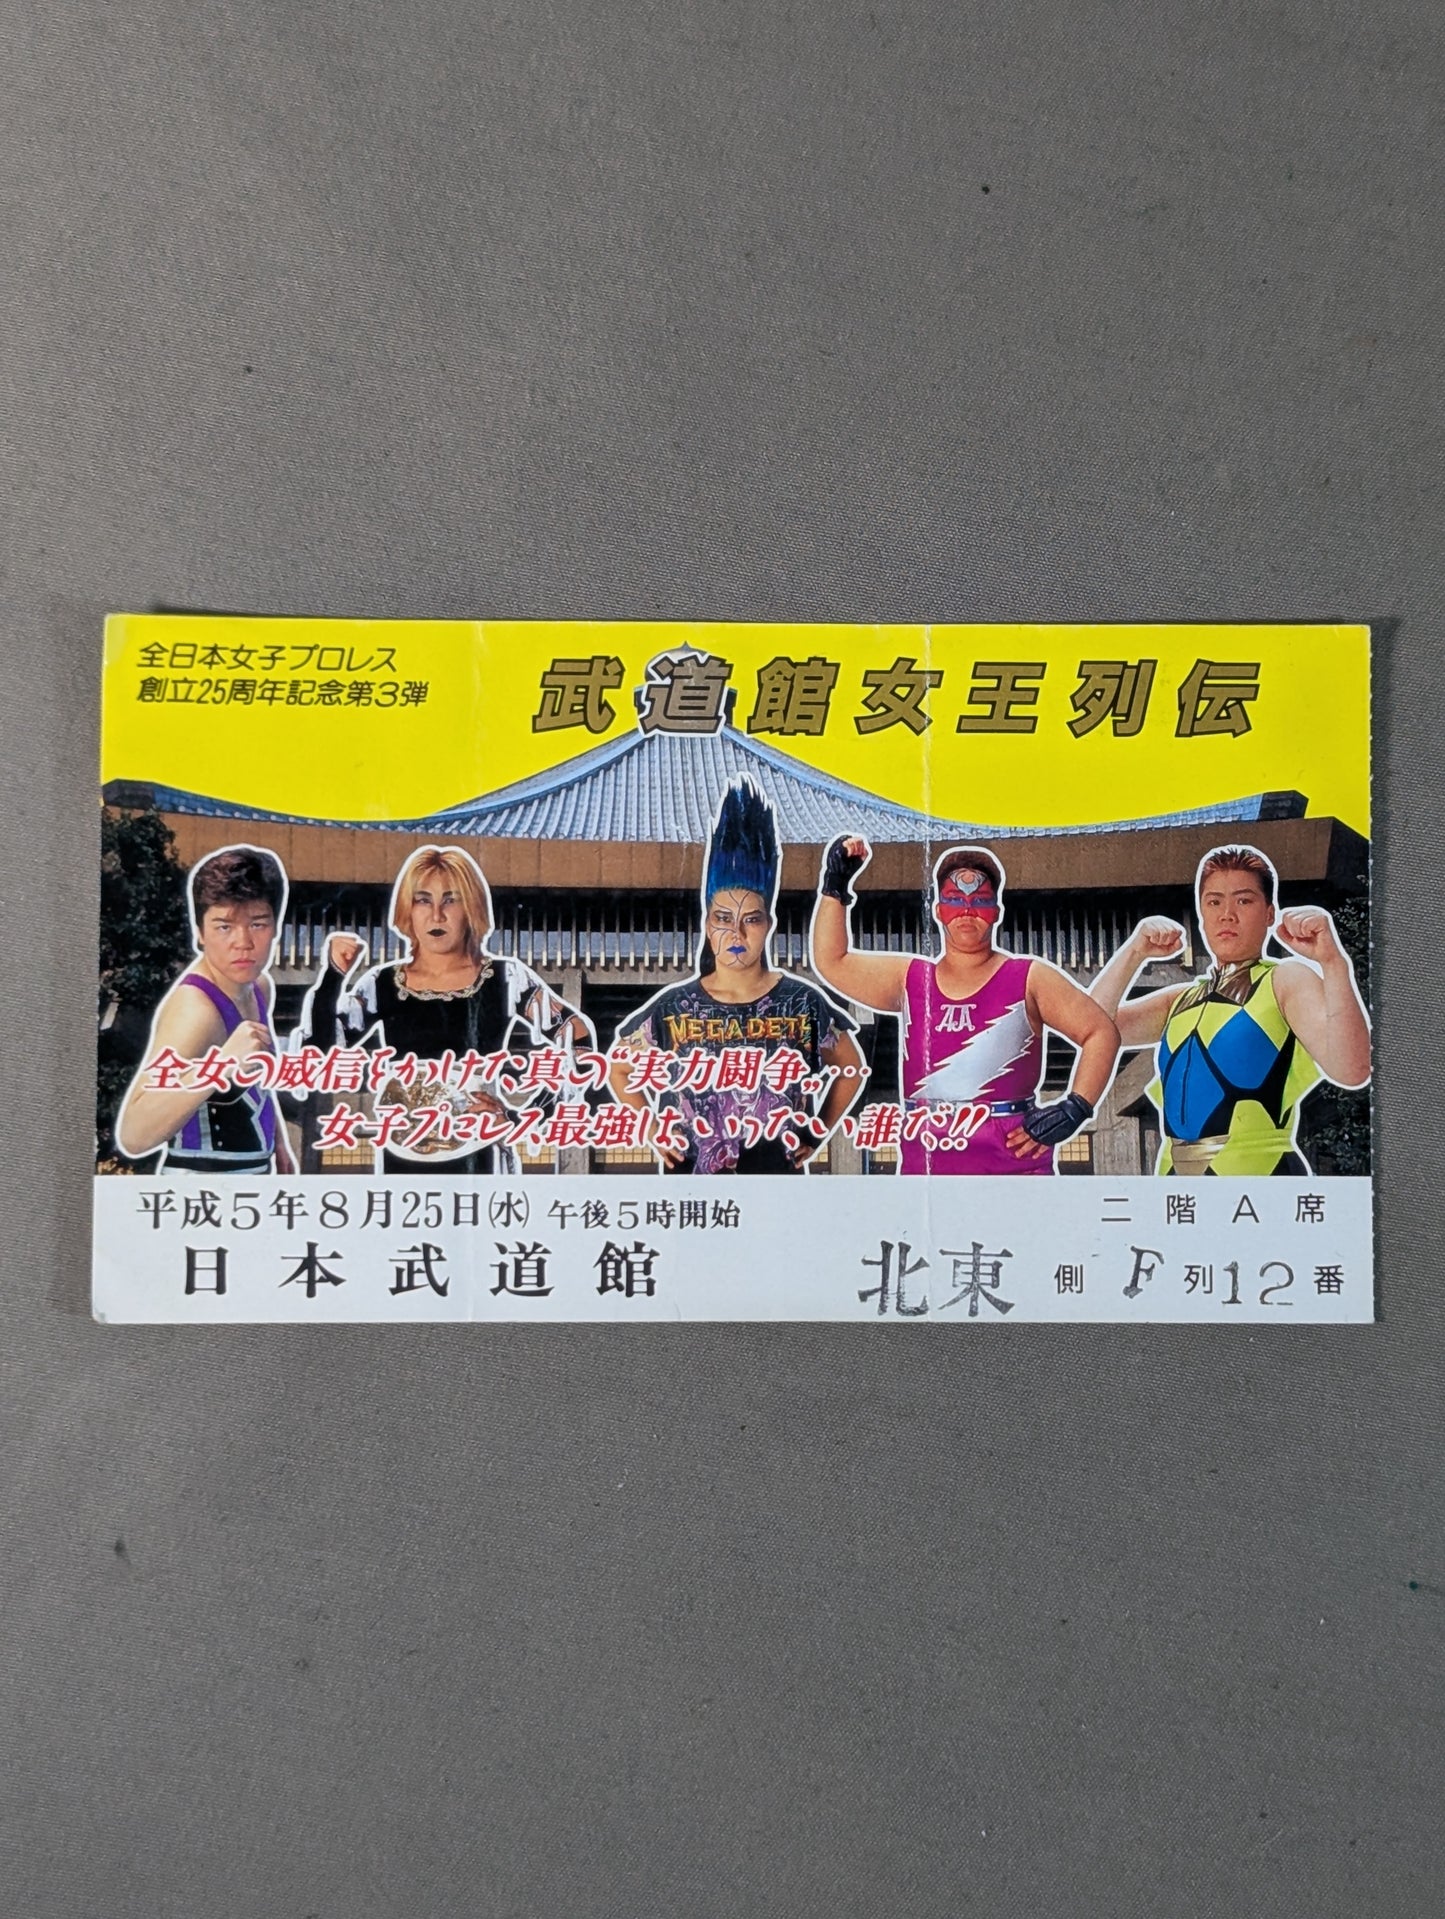 全日本女子プロレス
創立25周年記念第3弾
武道館女王列伝
MEGADETH
AA
全女の威信をかけた真の“実力闘争„…
女子プロレス最強は、いったい誰だ!!
平成5年8月25日(水) 午後5時開始
日本武道館
二階A席
北東側F列12番